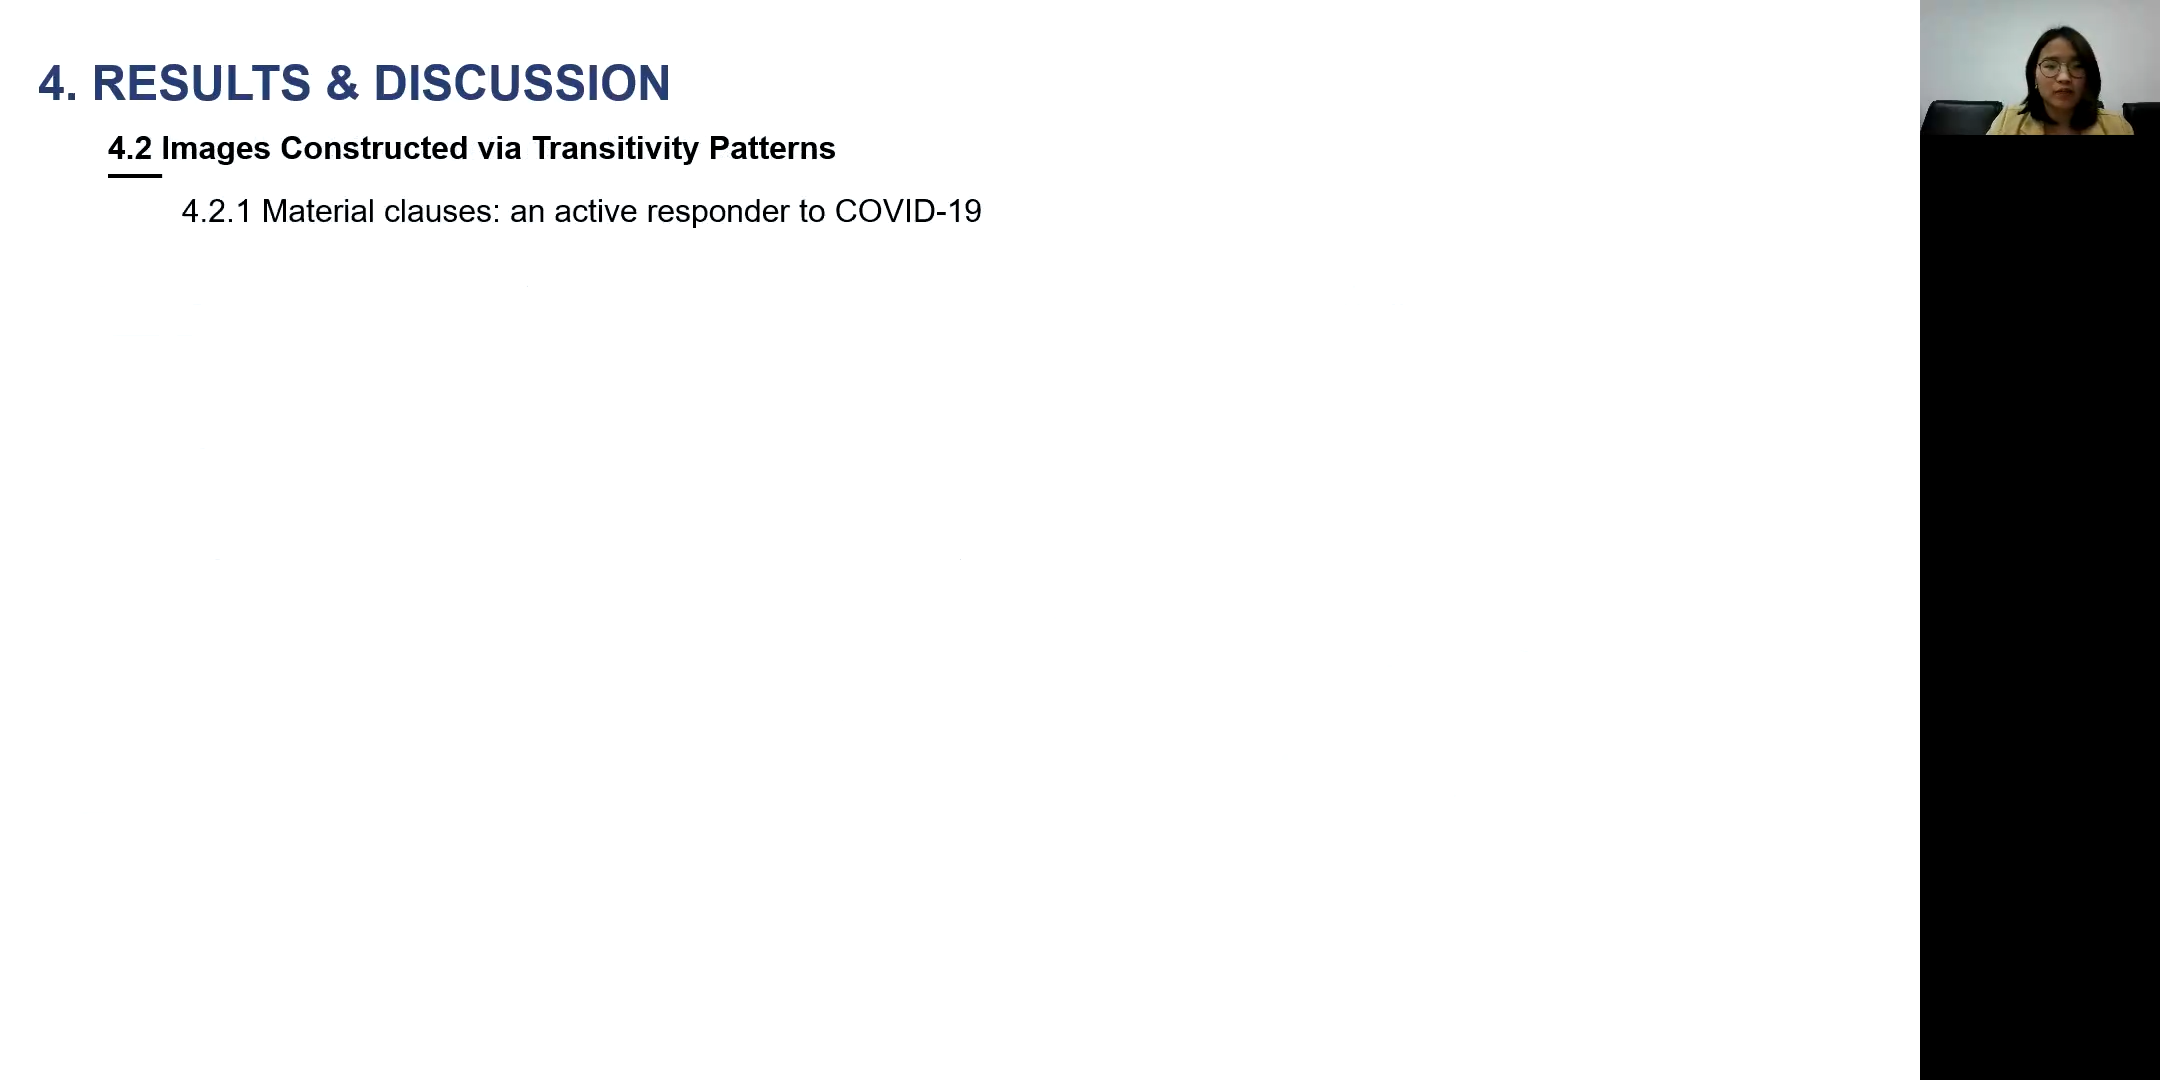 4. RESULTS & DISCUSSION
4.2 Images Constructed via Transitivity Patterns
4.2.1 Material clauses: an active responder to COVID-19